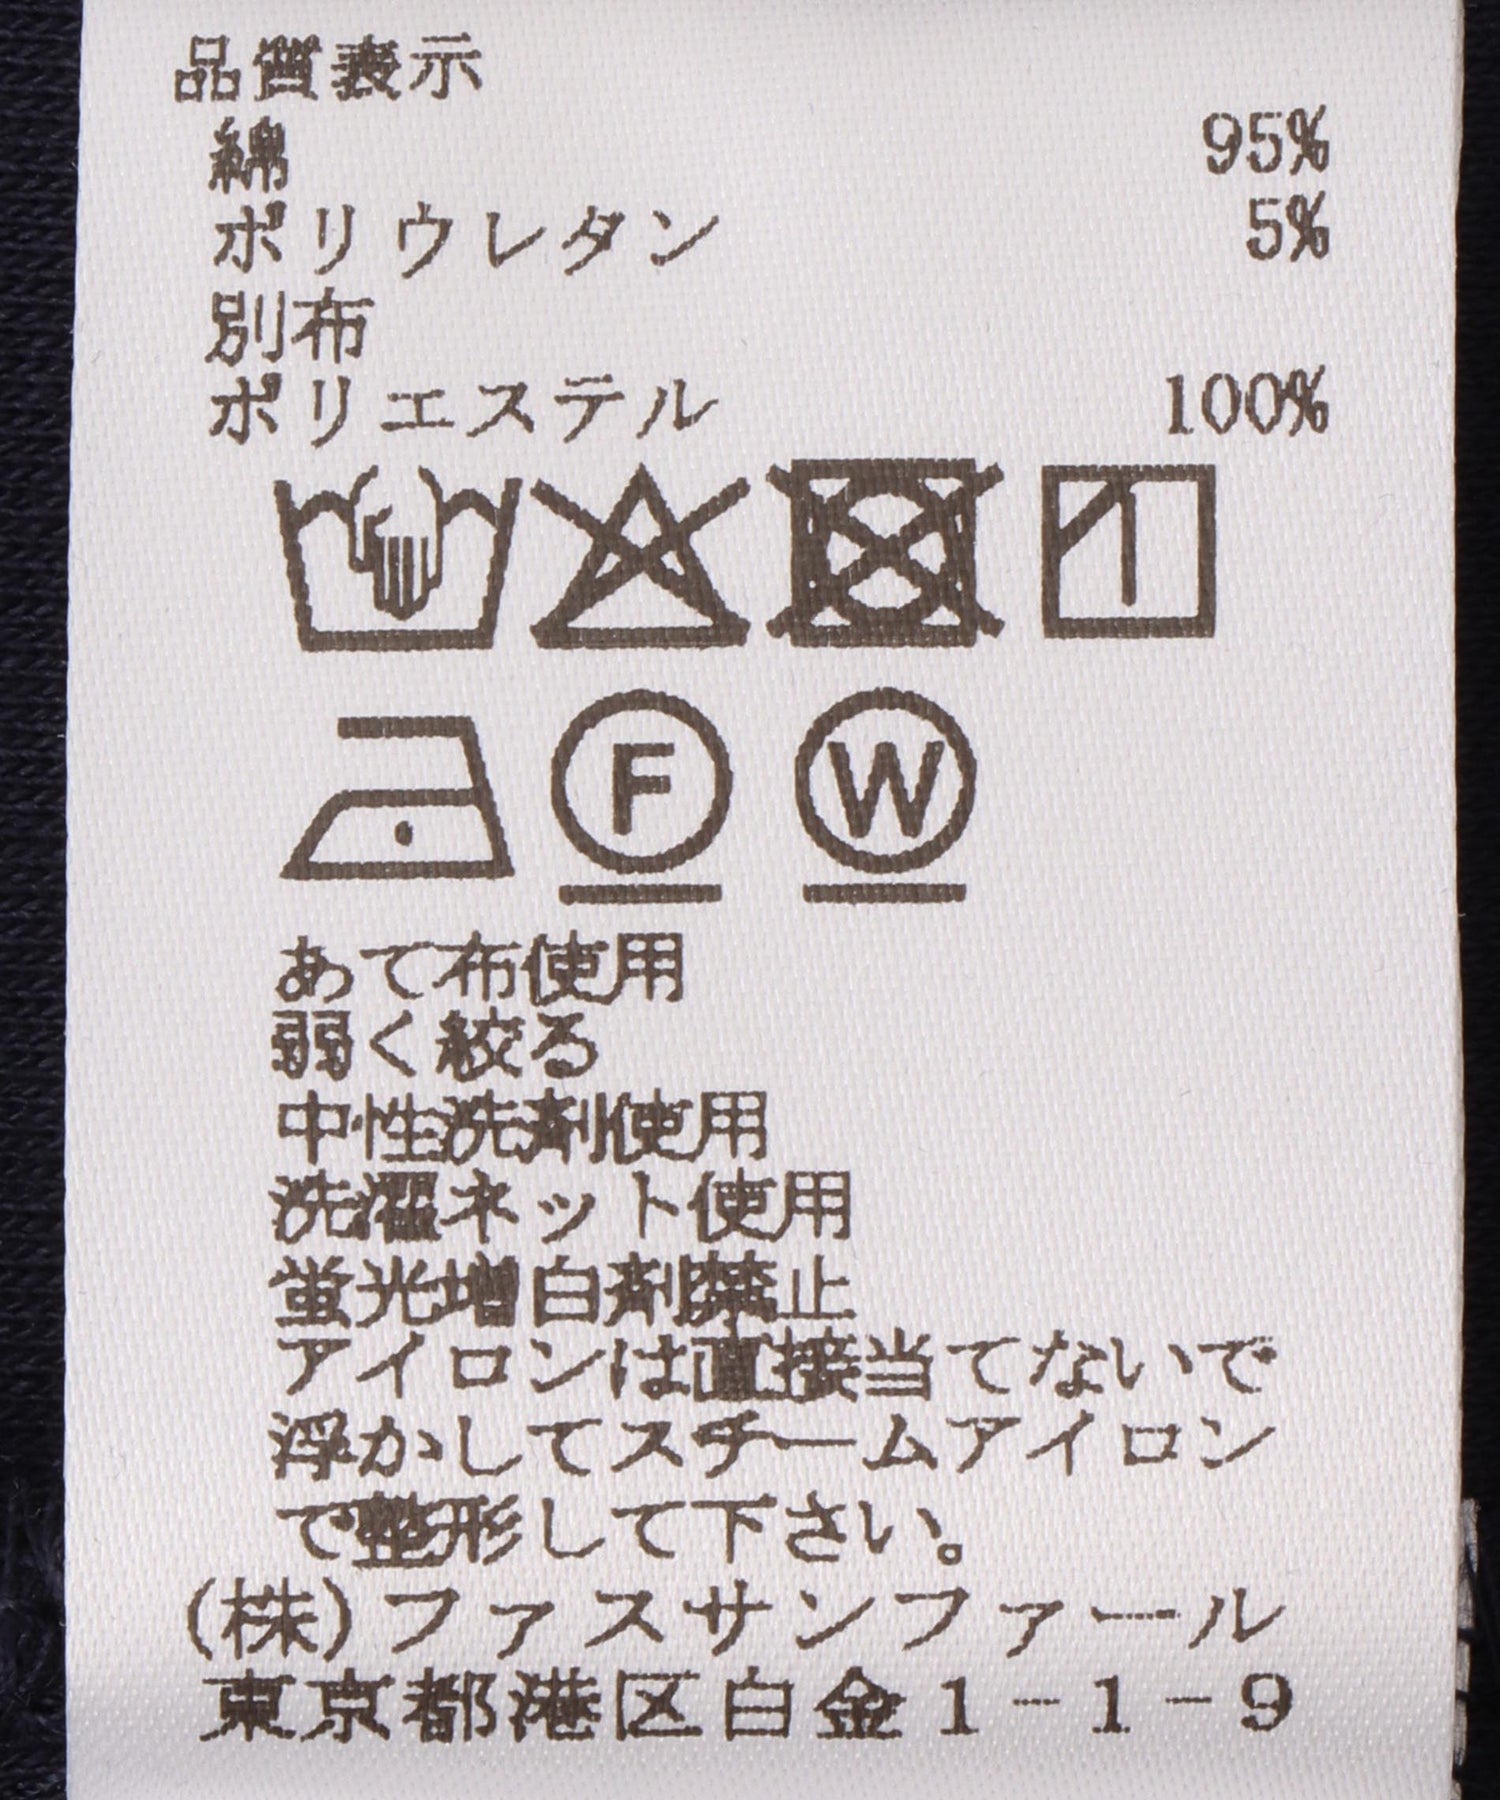 品質表示
綿 95%
ポリウレタン 5%
別布
ポリエステル 100%
F W
あて布使用
弱く絞る
中性洗剤使用
洗濯ネット使用
蛍光増白剤禁止
アイロンは直接当てないで
浮かしてスチームアイロン
で整形して下さい。
(株)ファスサンファール
東京都港区白金1-1-9